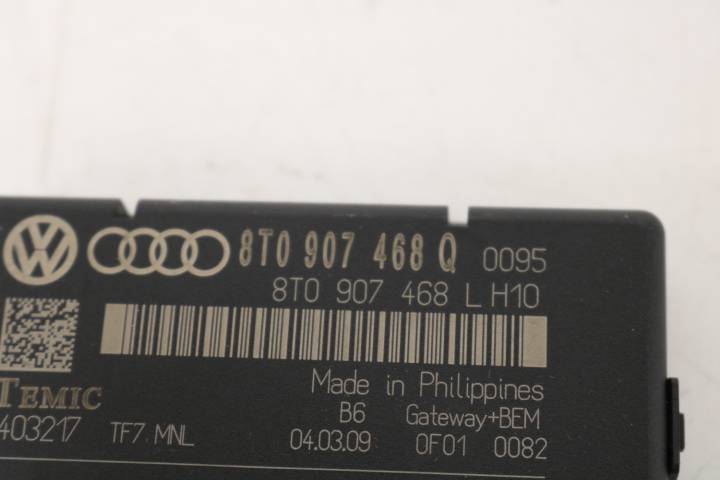 8T0 907 468 Q 0095
8T0 907 468 L H10
Made in Philippines
TEMIC
B6 Gateway+BEM
403217 TF7 MNL 04.03.09 0F01 0082